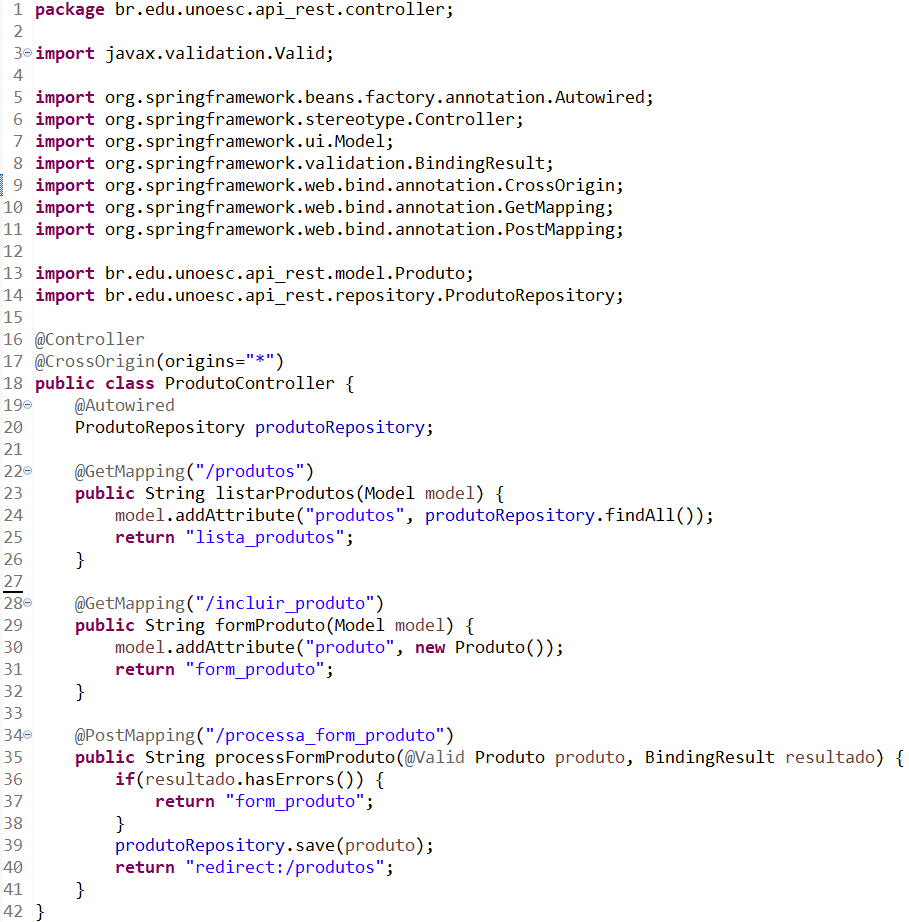 1 package br.edu.unoesc.api_rest.controller;
2
3 import javax.validation.Valid;
4
5 import org.springframework.beans.factory.annotation.Autowired;
6 import org.springframework.stereotype.Controller;
7 import org.springframework.ui.Model;
8 import org.springframework.validation.BindingResult;
9 import org.springframework.web.bind.annotation.CrossOrigin;
10 import org.springframework.web.bind.annotation.GetMapping;
11 import org.springframework.web.bind.annotation.PostMapping;
12
13 import br.edu.unoesc.api_rest.model.Produto;
14 import br.edu.unoesc.api_rest.repository.ProdutoRepository;
15
16 @Controller
17 @CrossOrigin(origins="*")
18 public class ProdutoController {
19     @Autowired
20     ProdutoRepository produtoRepository;
21
22     @GetMapping("/produtos")
23     public String listarProdutos(Model model) {
24         model.addAttribute("produtos", produtoRepository.findAll());
25         return "lista_produtos";
26     }
27
28     @GetMapping("/incluir_produto")
29     public String formProduto(Model model) {
30         model.addAttribute("produto", new Produto());
31         return "form_produto";
32     }
33
34     @PostMapping("/processa_form_produto")
35     public String processFormProduto(@Valid Produto produto, BindingResult resultado) {
36         if(resultado.hasErrors()) {
37             return "form_produto";
38         }
39         produtoRepository.save(produto);
40         return "redirect:/produtos";
41     }
42 }